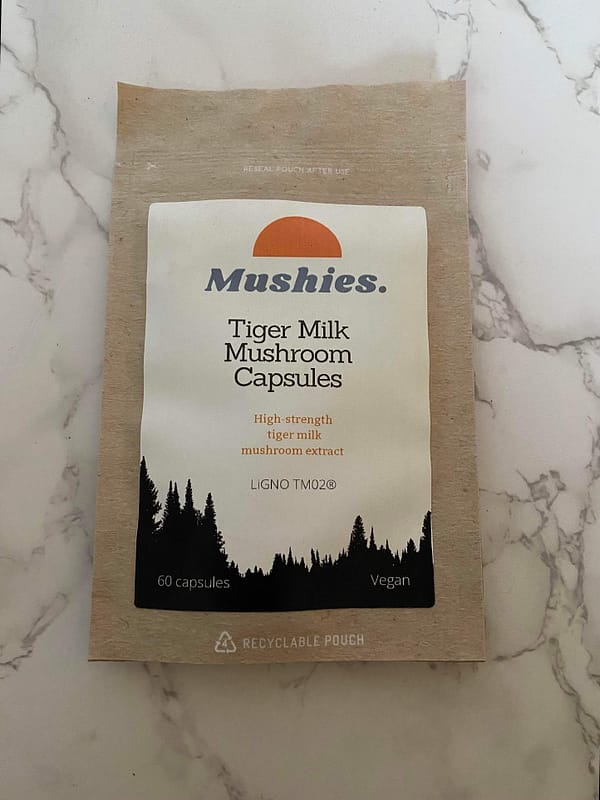 RESEAL POUCH AFTER USE
Mushies.
Tiger Milk
Mushroom
Capsules
High-strength
tiger milk
mushroom extract
LiGNO TM02®
60 capsules
Vegan
4 RECYCLABLE POUCH